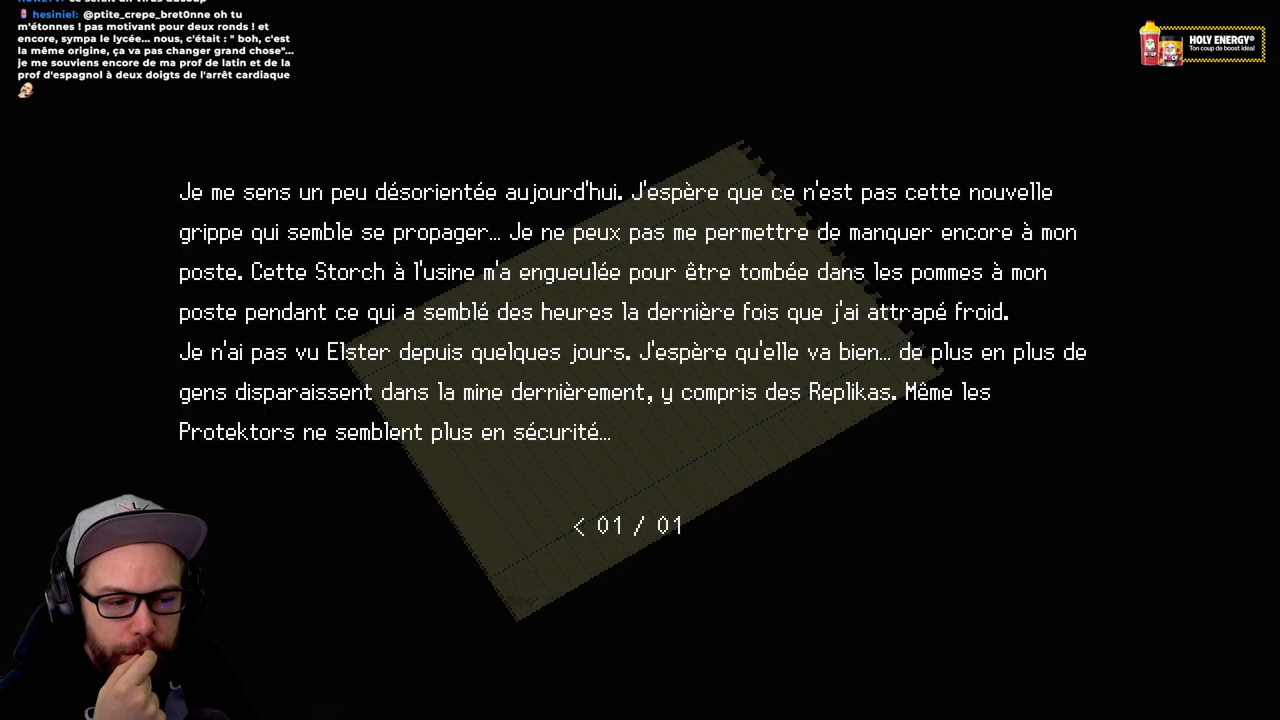 hesiniel: @ptite_crepe_bret0nne oh tu
m'étonnes ! pas motivant pour deux ronds ! et
encore, sympa le lycée... nous, c'était : " boh, c'est
la même origine, ça va pas changer grand chose"...
je me souviens encore de ma prof de latin et de la
prof d'espagnol à deux doigts de l'arrêt cardiaque
HOLY ENERGY®
Ton coup de boost idéal
Je me sens un peu désorientée aujourd'hui. J'espère que ce n'est pas cette nouvelle
grippe qui semble se propager... Je ne peux pas me permettre de manquer encore à mon
poste. Cette Storch à l'usine m'a engueulée pour être tombée dans les pommes à mon
poste pendant ce qui a semblé des heures la dernière fois que j'ai attrapé froid.
Je n'ai pas vu Elster depuis quelques jours. J'espère qu'elle va bien... de plus en plus de
gens disparaissent dans la mine dernièrement, y compris des Replikas. Même les
Protektors ne semblent plus en sécurité...
< 01 / 01